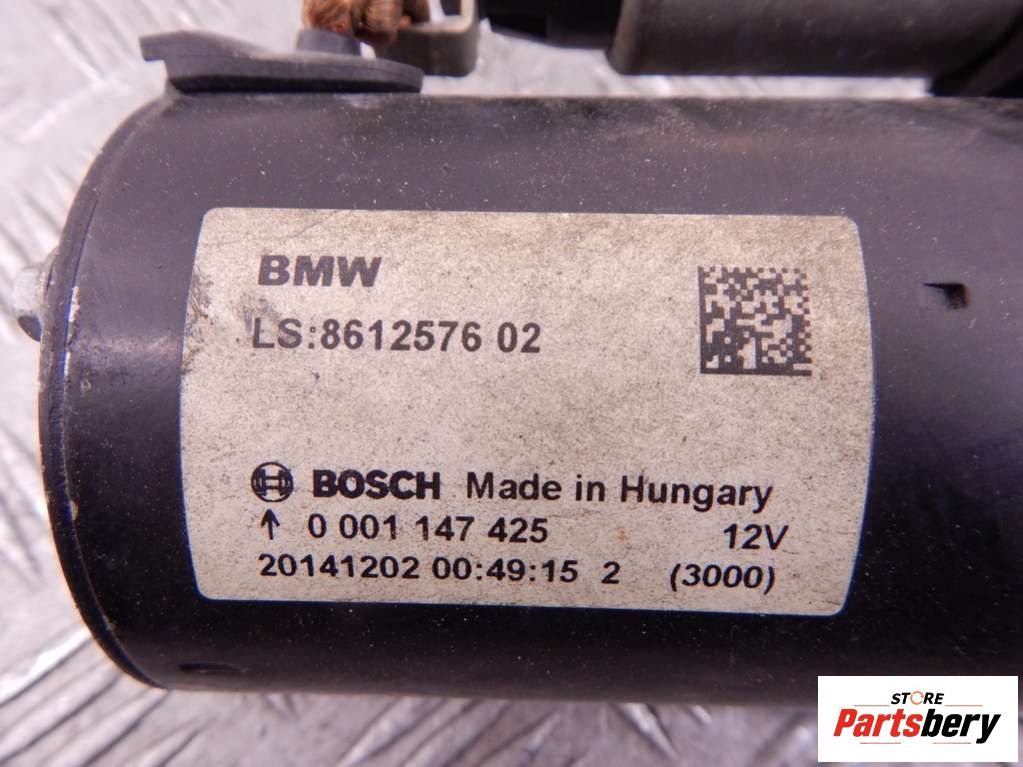 BMW
LS:8612576 02
BOSCH Made in Hungary
↑ 0 001 147 425 12V
20141202 00:49:15 2 (3000)
STORE
Partsbery